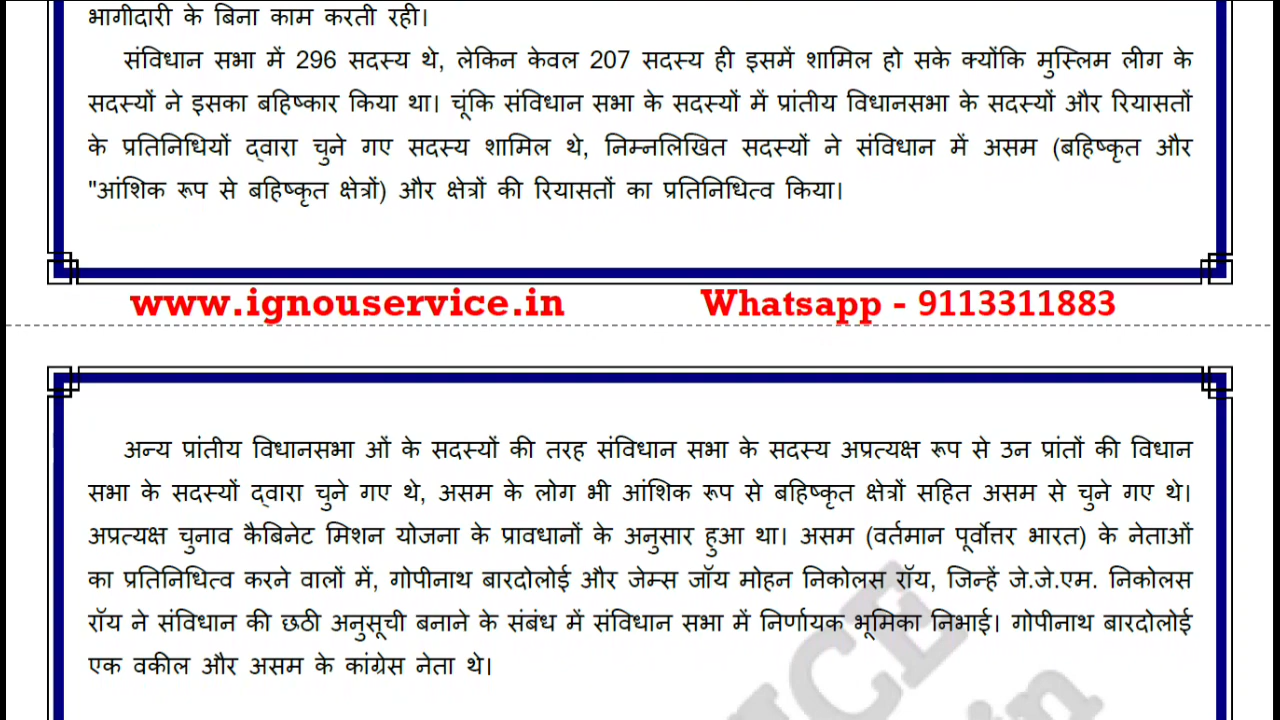 भागीदारी के बिना काम करती रही।
संविधान सभा में 296 सदस्य थे, लेकिन केवल 207 सदस्य ही इसमें शामिल हो सके क्योंकि मुस्लिम लीग के
सदस्यों ने इसका बहिष्कार किया था। चूंकि संविधान सभा के सदस्यों में प्रांतीय विधानसभा के सदस्यों और रियासतों
के प्रतिनिधियों द्वारा चुने गए सदस्य शामिल थे, निम्नलिखित सदस्यों ने संविधान में असम (बहिष्कृत और
"आंशिक रूप से बहिष्कृत क्षेत्रों) और क्षेत्रों की रियासतों का प्रतिनिधित्व किया।
www.ignouservice.in Whatsapp - 9113311883
अन्य प्रांतीय विधानसभा ओं के सदस्यों की तरह संविधान सभा के सदस्य अप्रत्यक्ष रूप से उन प्रांतों की विधान
सभा के सदस्यों द्वारा चुने गए थे, असम के लोग भी आंशिक रूप से बहिष्कृत क्षेत्रों सहित असम से चुने गए थे।
अप्रत्यक्ष चुनाव कैबिनेट मिशन योजना के प्रावधानों के अनुसार हुआ था। असम (वर्तमान पूर्वोत्तर भारत) के नेताओं
का प्रतिनिधित्व करने वालों में, गोपीनाथ बारदोलोई और जेम्स जॉय मोहन निकोलस रॉय, जिन्हें जे.जे.एम. निकोलस
रॉय ने संविधान की छठी अनुसूची बनाने के संबंध में संविधान सभा में निर्णायक भूमिका निभाई। गोपीनाथ बारदोलोई
एक वकील और असम के कांग्रेस नेता थे।